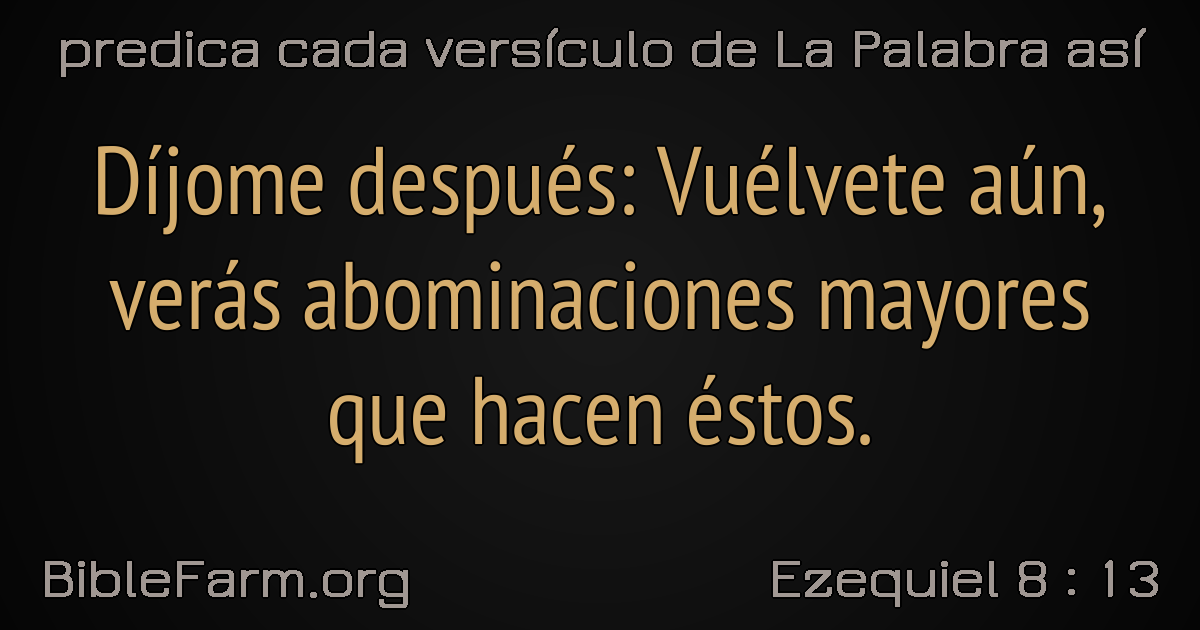 predica cada versículo de La Palabra así
Díjome después: Vuélvete aún,
verás abominaciones mayores
que hacen éstos.
BibleFarm.org
Ezequiel 8 : 13